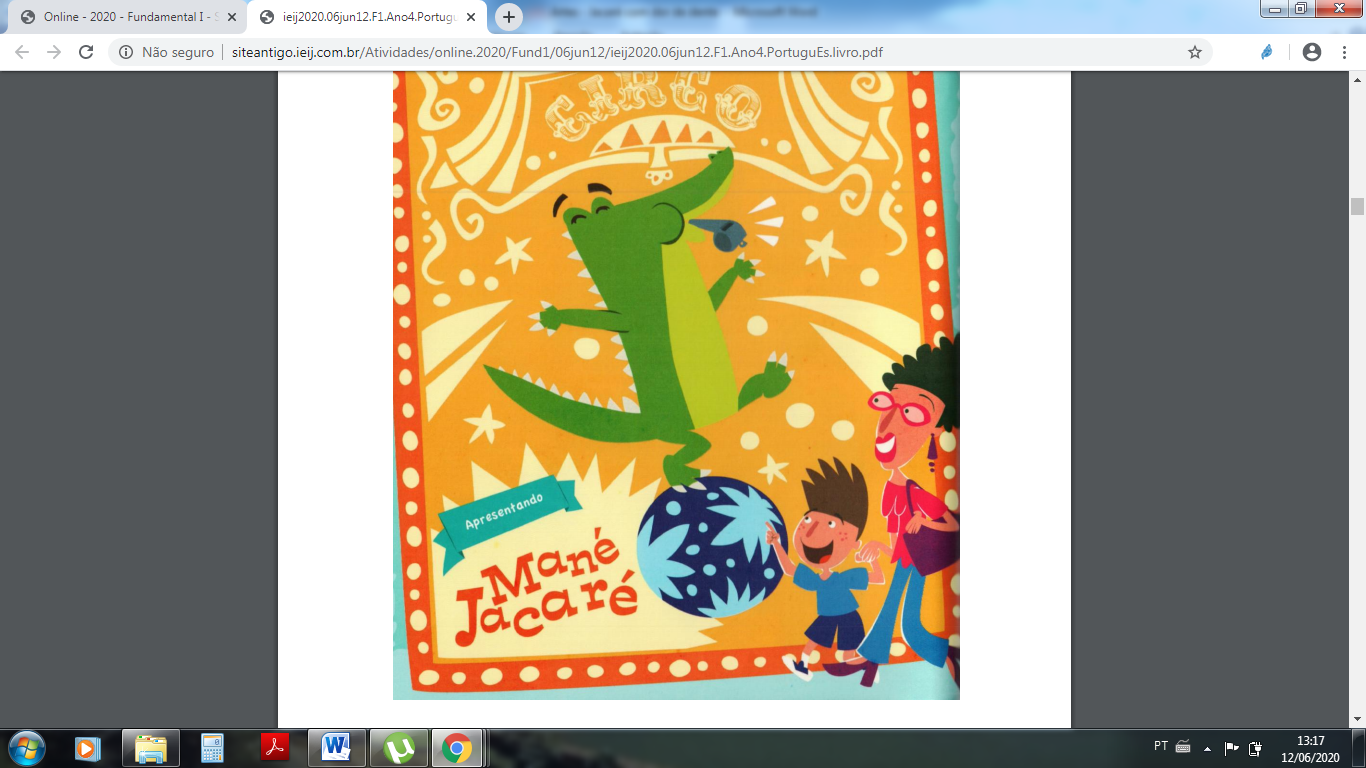 Online - 2020 - Fundamental I - S
ieij2020.06jun12.F1.Ano4.Portugu
Não seguro
siteantigo.ieij.com.br/Atividades/online.2020/Fund1/06jun12/ieij2020.06jun12.F1.Ano4.PortuguEs.livro.pdf
CIRCO
Apresentando
Mané
Jacaré
PT
13:17
12/06/2020